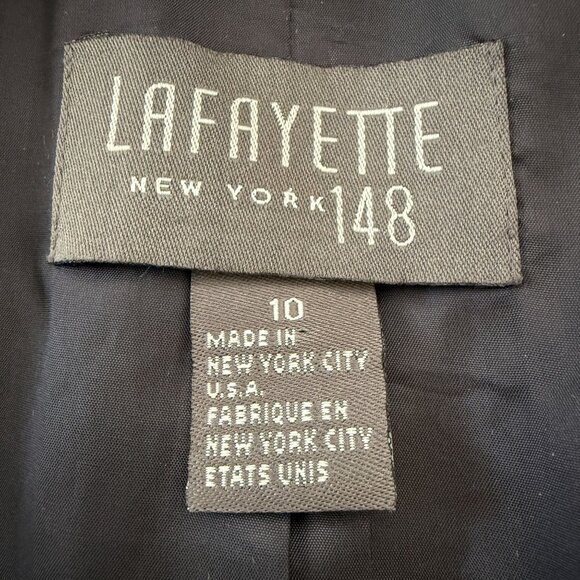 LAFAYETTE
NEW YORK 148
10
MADE IN
NEW YORK CITY
U.S.A.
FABRIQUE EN
NEW YORK CITY
ETATS UNIS